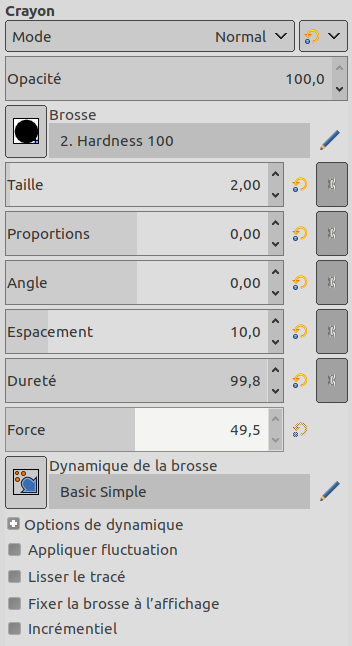 Crayon
Mode Normal
Opacité 100,0
Brosse
2. Hardness 100
Taille 2,00
Proportions 0,00
Angle 0,00
Espacement 10,0
Dureté 99,8
Force 49,5
Dynamique de la brosse
Basic Simple
Options de dynamique
Appliquer fluctuation
Lisser le tracé
Fixer la brosse à l’affichage
Incrémentiel